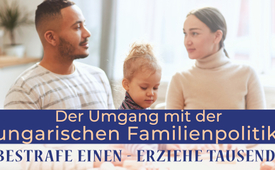 Der Umgang mit der
ungarischen Familienpolitik
BESTRAFE EINEN - ERZIEHE TAUSEND